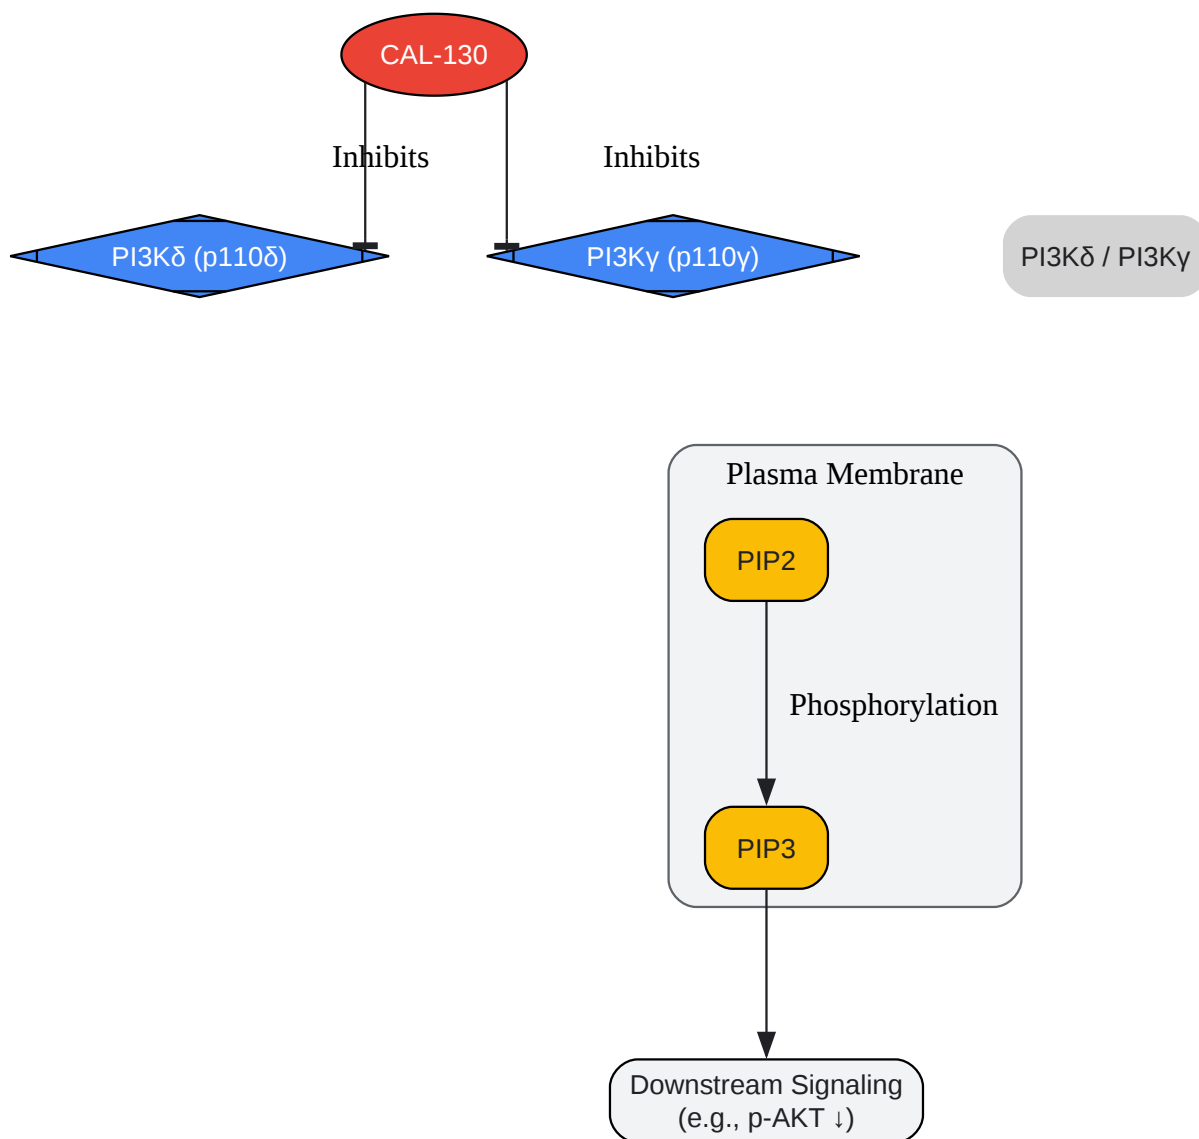 CAL-130
Inhibits
Inhibits
PI3Kδ (p110δ)
PI3Kγ (p110γ)
PI3Kδ / PI3Kγ
Plasma Membrane
PIP2
Phosphorylation
PIP3
Downstream Signaling
(e.g., p-AKT ↓)